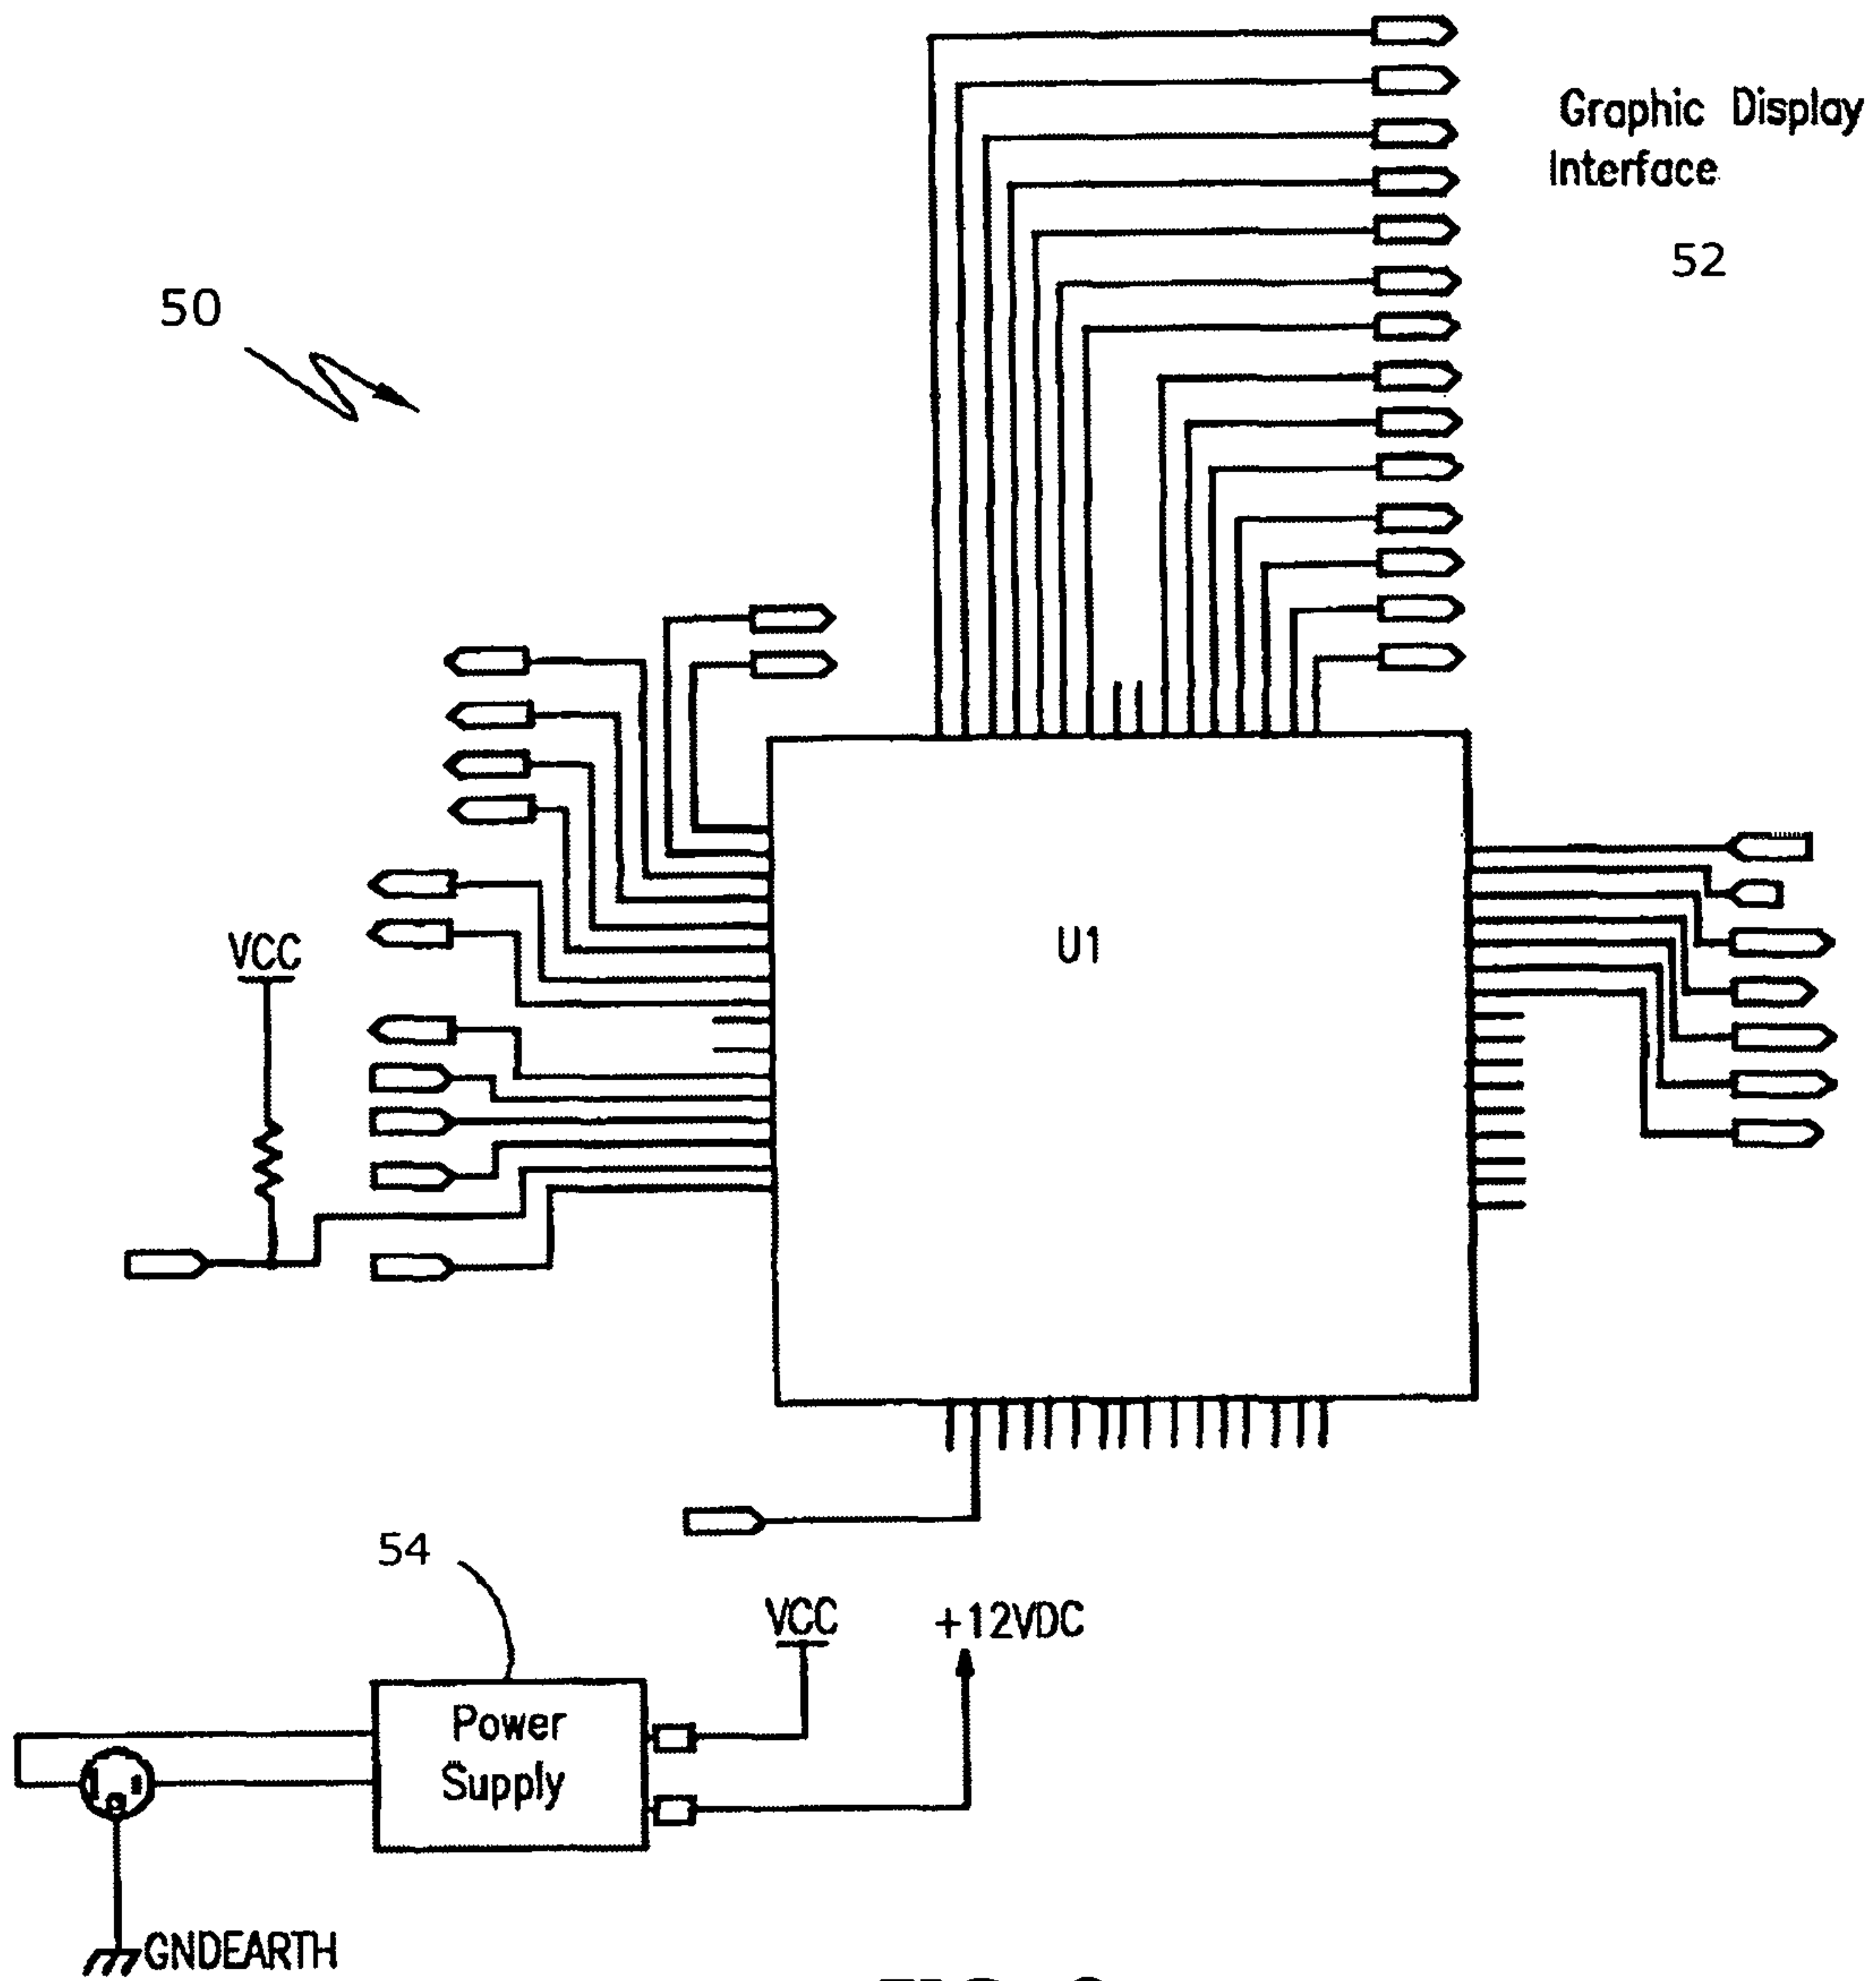 Graphic Display
Interface
52
50
VCC
U1
54
VCC
+12VDC
Power
Supply
GNDEARTH